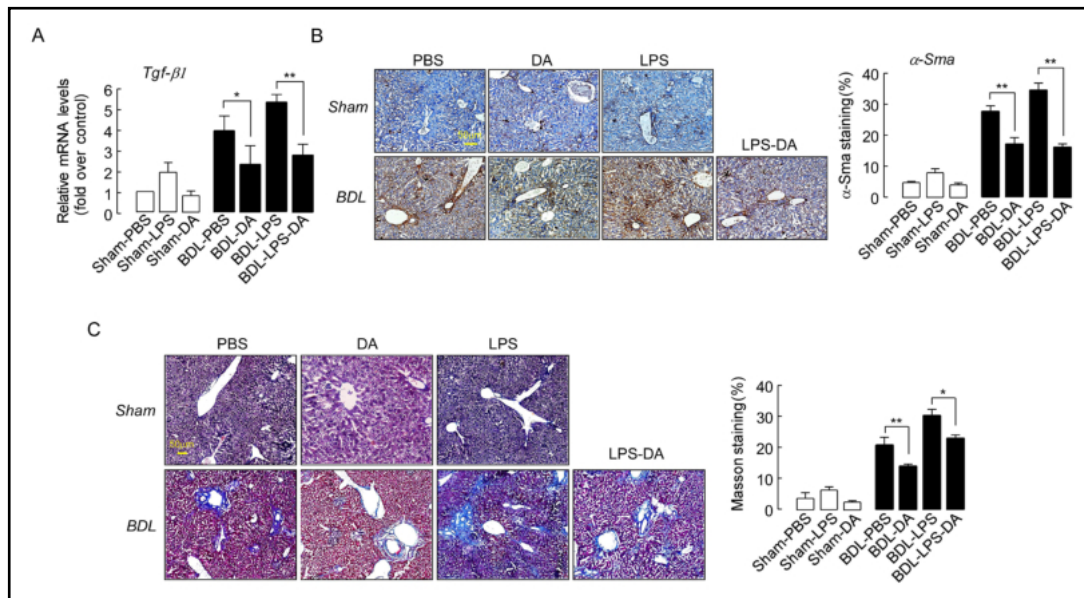 A
Tgf-β1
Relative mRNA levels
(fold over control)
6
5
4
3
2
1
0
*
**
Sham-PBS
Sham-LPS
Sham-DA
BDL-PBS
BDL-DA
BDL-LPS
BDL-LPS-DA
B
PBS
DA
LPS
Sham
LPS-DA
BDL
α-Sma
α-Sma staining(%)
40
30
20
10
0
**
**
Sham-PBS
Sham-LPS
Sham-DA
BDL-PBS
BDL-DA
BDL-LPS
BDL-LPS-DA
C
PBS
DA
LPS
Sham
LPS-DA
BDL
Masson staining(%)
40
30
20
10
0
**
*
Sham-PBS
Sham-LPS
Sham-DA
BDL-PBS
BDL-DA
BDL-LPS
BDL-LPS-DA